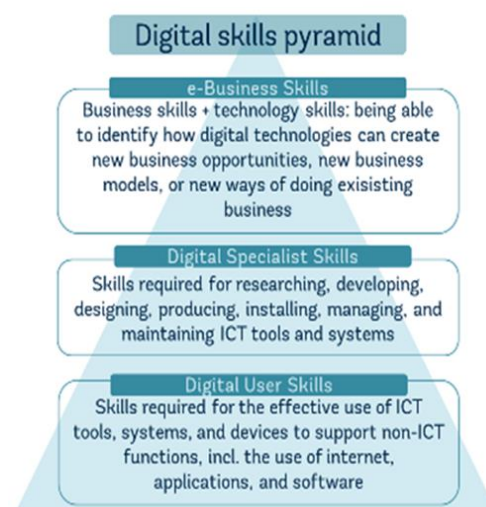 Digital skills pyramid
e-Business Skills
Business skills + technology skills: being able
to identify how digital technologies can create
new business opportunities, new business
models, or new ways of doing exisisting
business
Digital Specialist Skills
Skills required for researching, developing,
designing, producing, installing, managing, and
maintaining ICT tools and systems
Digital User Skills
Skills required for the effective use of ICT
tools, systems, and devices to support non-ICT
functions, incl. the use of internet,
applications, and software